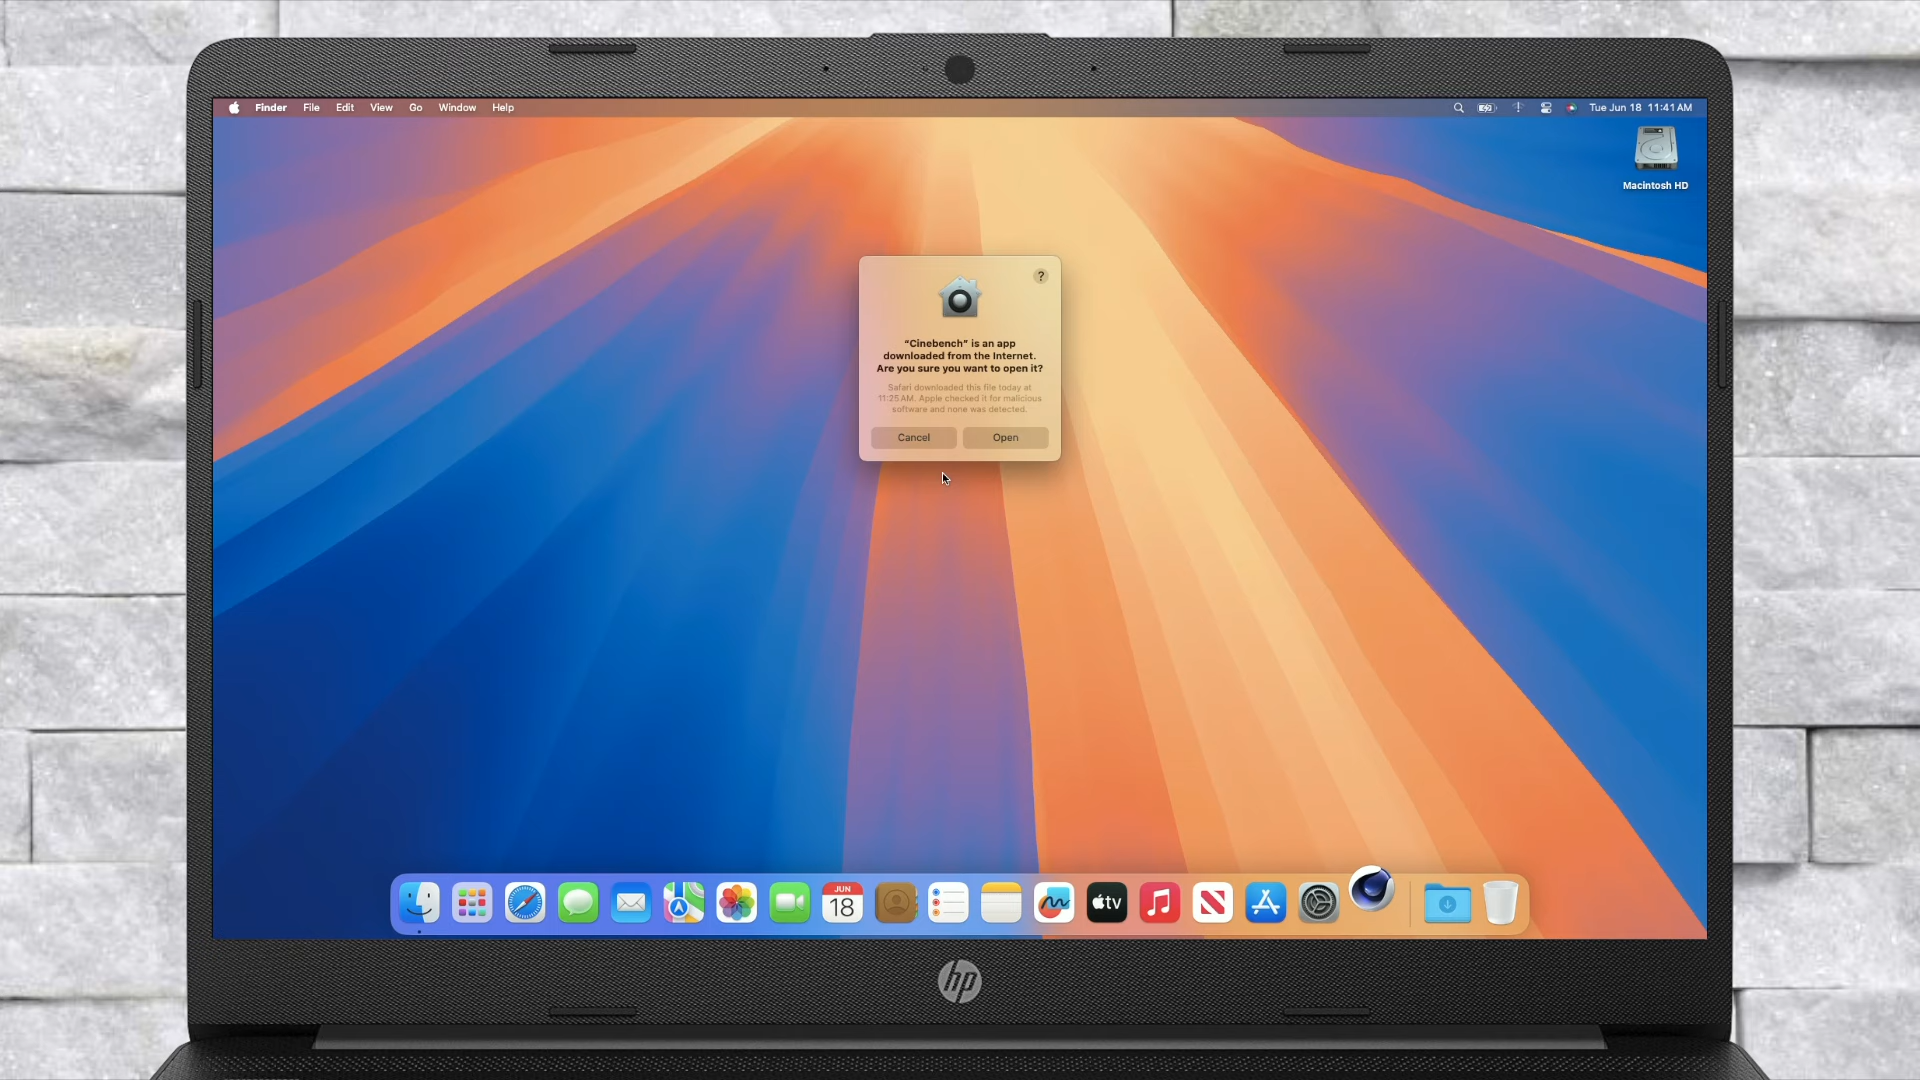 Finder File Edit View Go Window Help
Tue Jun 18 11:41 AM
Macintosh HD
?
“Cinebench” is an app
downloaded from the Internet.
Are you sure you want to open it?
Safari downloaded this file today at
11:25 AM. Apple checked it for malicious
software and none was detected.
Cancel Open
JUN
18
tv
hp